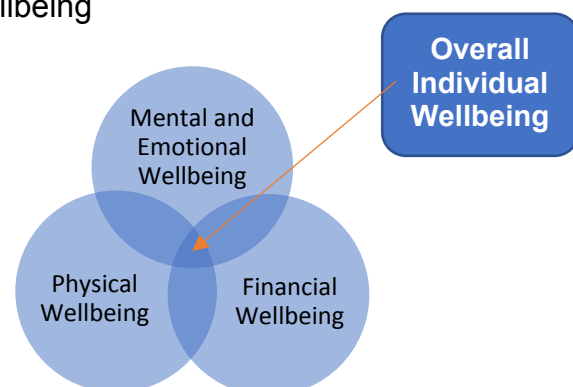 Overall
Individual
Wellbeing
Mental and
Emotional
Wellbeing
Physical
Wellbeing
Financial
Wellbeing